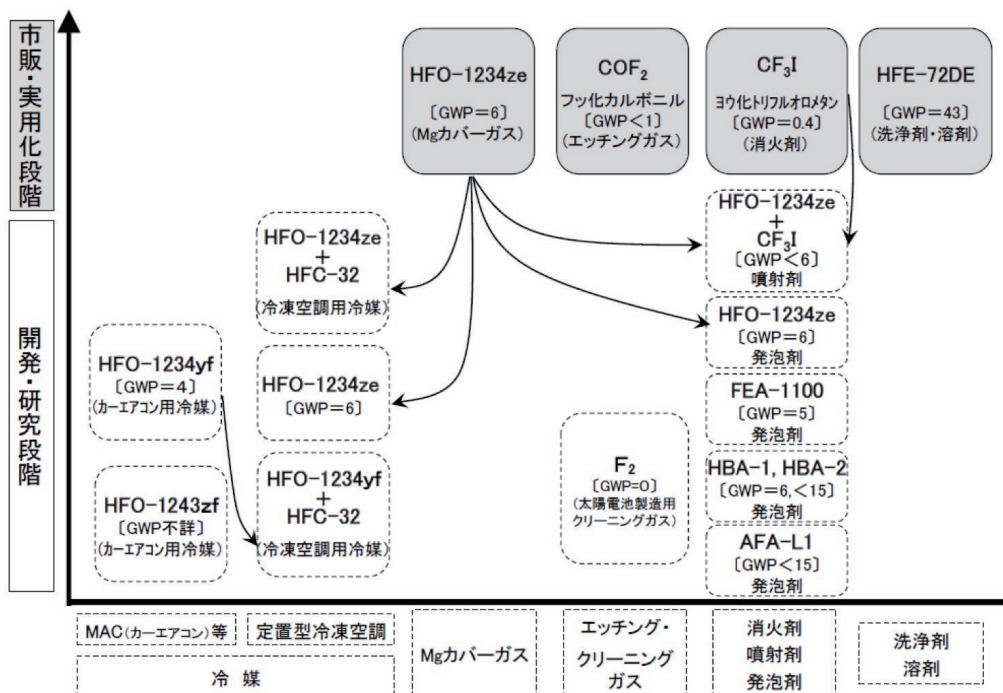 市販・実用化段階
開発・研究段階
HFO-1234ze
〔GWP=6〕
(Mgカバーガス)
COF₂
フッ化カルボニル
〔GWP<1〕
(エッチングガス)
CF₃I
ヨウ化トリフルオロメタン
〔GWP=0.4〕
(消火剤)
HFE-72DE
〔GWP=43〕
(洗浄剤・溶剤)
HFO-1234yf
〔GWP=4〕
(カーエアコン用冷媒)
HFO-1243zf
〔GWP不詳〕
(カーエアコン用冷媒)
HFO-1234ze
+
HFC-32
(冷凍空調用冷媒)
HFO-1234ze
〔GWP=6〕
HFO-1234yf
+
HFC-32
(冷凍空調用冷媒)
F₂
〔GWP=0〕
(太陽電池製造用
クリーニングガス)
HFO-1234ze
+
CF₃I
〔GWP<6〕
噴射剤
HFO-1234ze
〔GWP=6〕
発泡剤
FEA-1100
〔GWP=5〕
発泡剤
HBA-1, HBA-2
〔GWP=6,<15〕
発泡剤
AFA-L1
〔GWP<15〕
発泡剤
MAC(カーエアコン)等
定置型冷凍空調
冷 媒
Mgカバーガス
エッチング・
クリーニング
ガス
消火剤
噴射剤
発泡剤
洗浄剤
溶剤